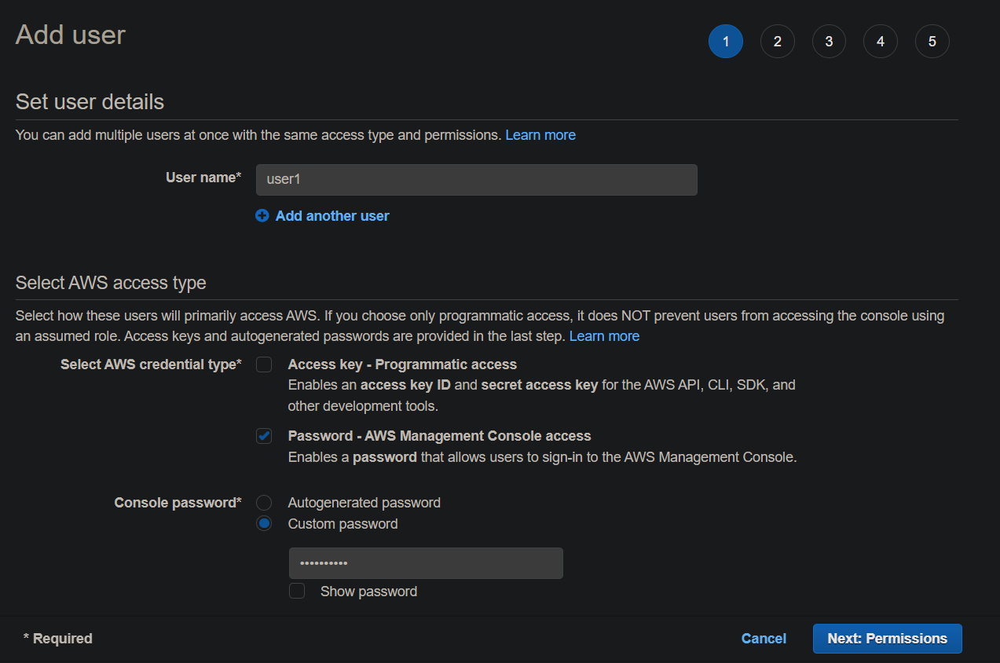 Add user
1 2 3 4 5
Set user details
You can add multiple users at once with the same access type and permissions. Learn more
User name* user1
Add another user
Select AWS access type
Select how these users will primarily access AWS. If you choose only programmatic access, it does NOT prevent users from accessing the console using
an assumed role. Access keys and autogenerated passwords are provided in the last step. Learn more
Select AWS credential type* Access key - Programmatic access
Enables an access key ID and secret access key for the AWS API, CLI, SDK, and
other development tools.
Password - AWS Management Console access
Enables a password that allows users to sign-in to the AWS Management Console.
Console password* Autogenerated password
Custom password
••••••••••
Show password
* Required Cancel Next: Permissions